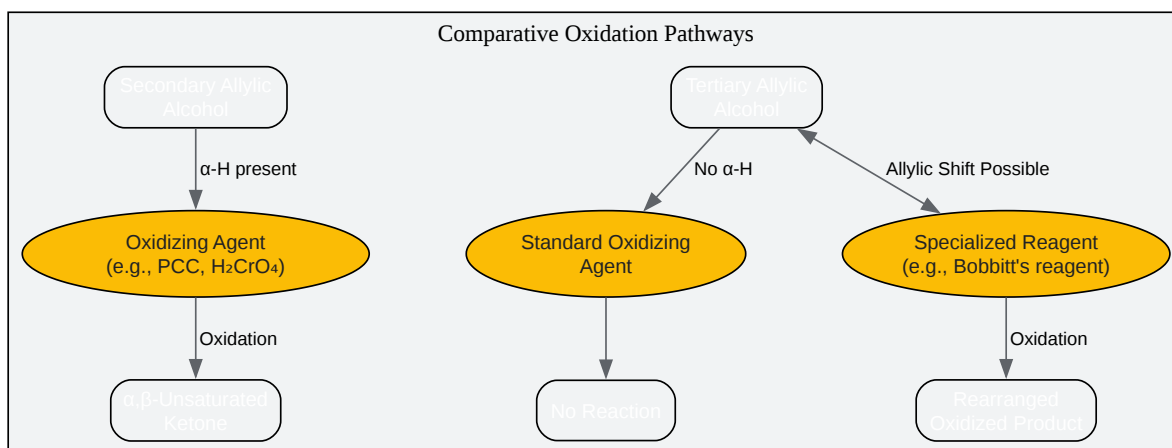 Comparative Oxidation Pathways
Secondary Allylic
Alcohol
Tertiary Allylic
Alcohol
α-H present
No α-H
Allylic Shift Possible
Oxidizing Agent
(e.g., PCC, H₂CrO₄)
Standard Oxidizing
Agent
Specialized Reagent
(e.g., Bobbitt's reagent)
Oxidation
Oxidation
α,β-Unsaturated
Ketone
No Reaction
Rearranged
Oxidized Product